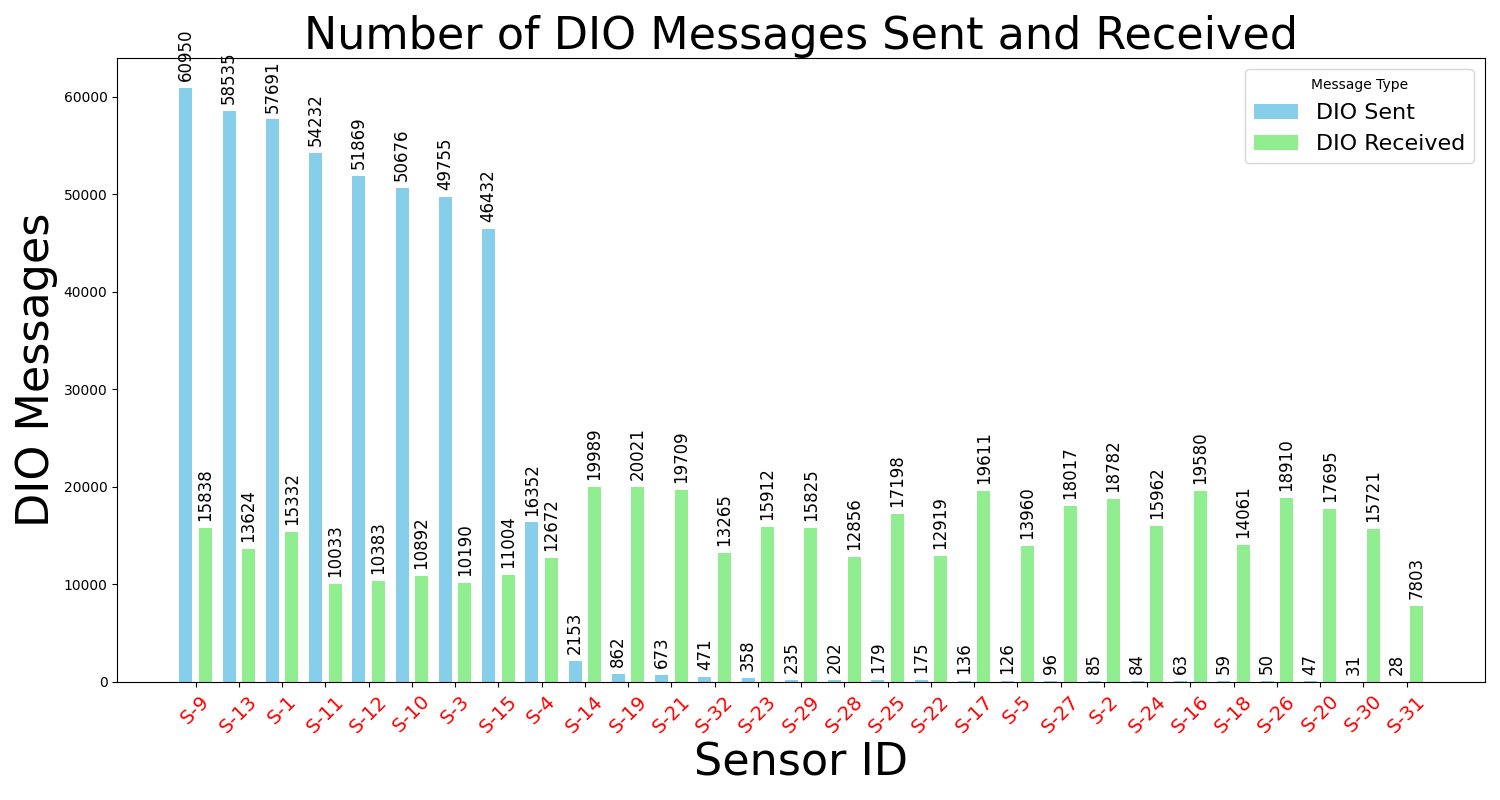 Number of DIO Messages Sent and Received
DIO Messages
60000
50000
40000
30000
20000
10000
0
Message Type
DIO Sent
DIO Received
60950
15838
58535
13624
57691
15332
54232
10033
51869
10383
50676
10892
49755
10190
46432
11004
16352
12672
2153
19989
862
20021
673
19709
471
13265
358
15912
235
15825
202
12856
179
17198
175
12919
136
19611
126
13960
96
18017
85
18782
84
15962
63
19580
59
14061
50
18910
47
17695
31
15721
28
7803
S-9
S-13
S-1
S-11
S-12
S-10
S-3
S-15
S-4
S-14
S-19
S-21
S-32
S-23
S-29
S-28
S-25
S-22
S-17
S-5
S-27
S-2
S-24
S-16
S-18
S-26
S-20
S-30
S-31
Sensor ID